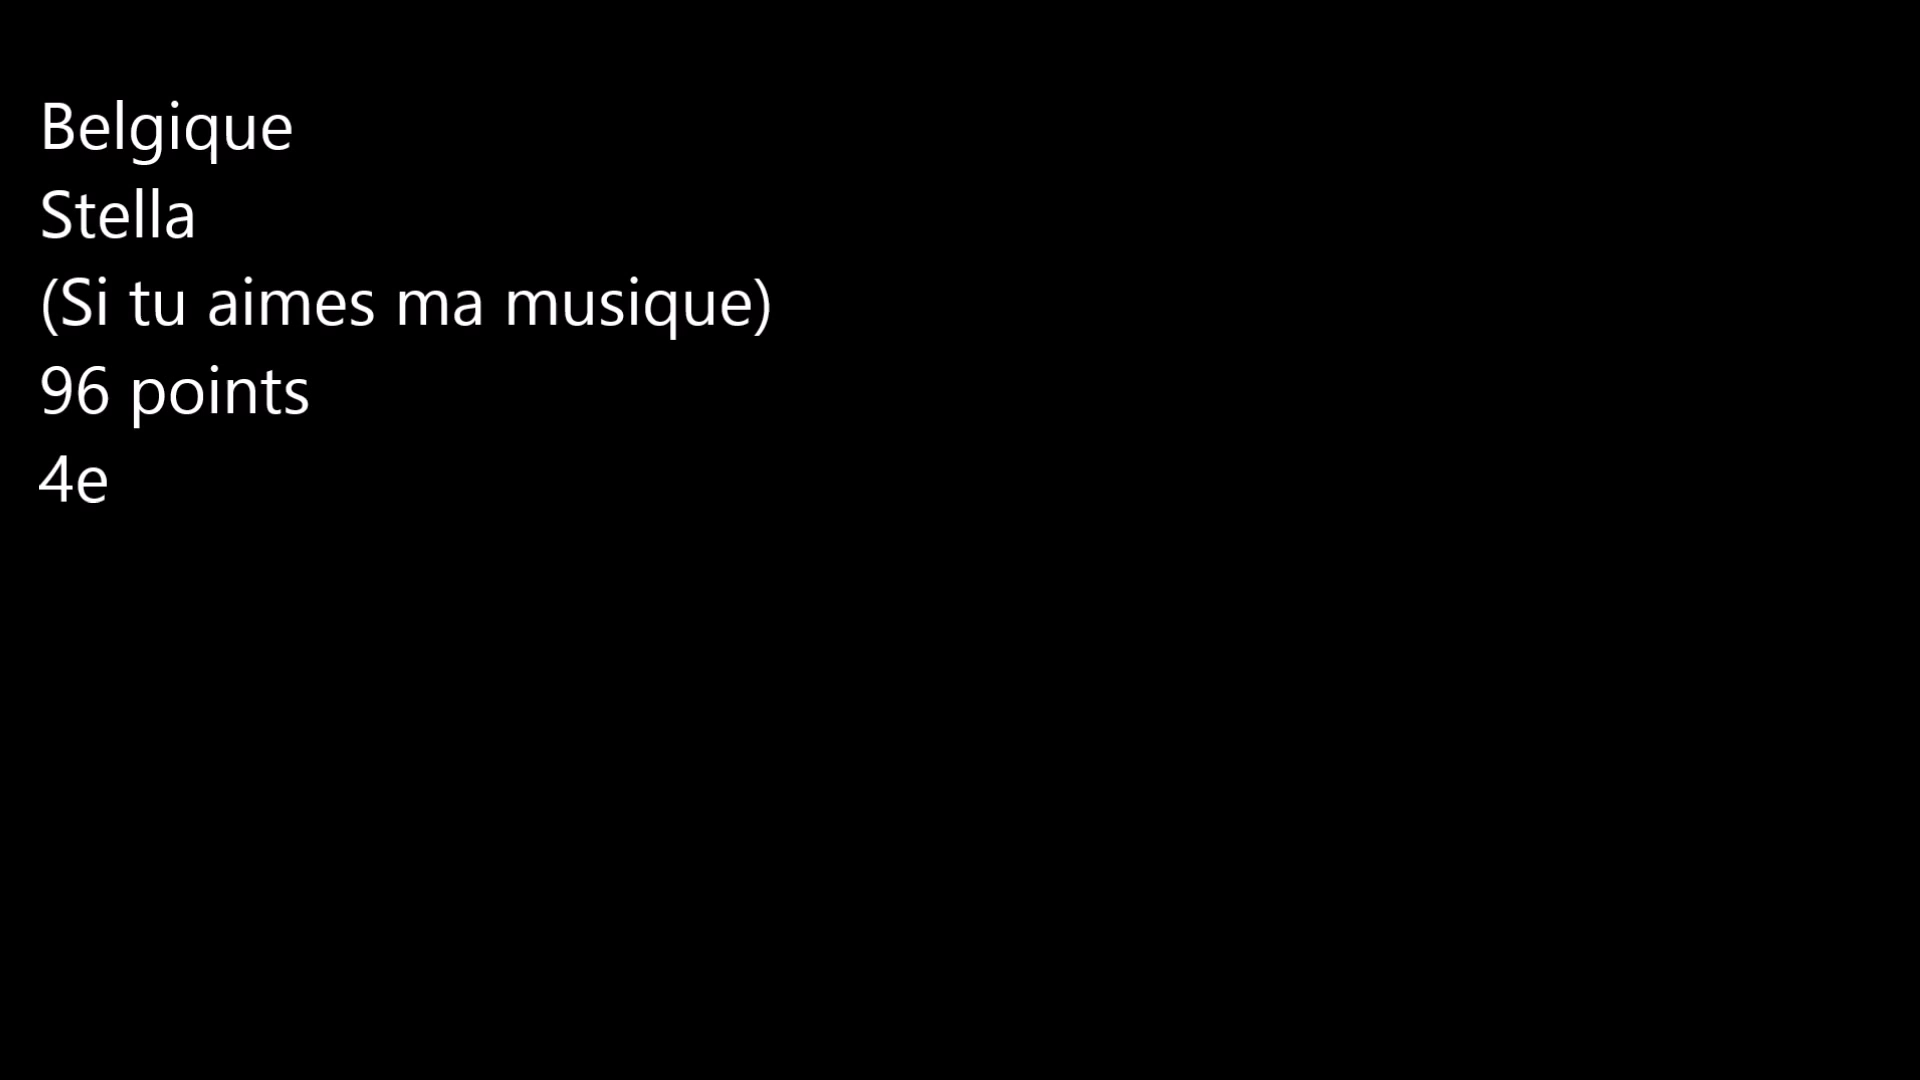 Belgique
Stella
(Si tu aimes ma musique)
96 points
4e